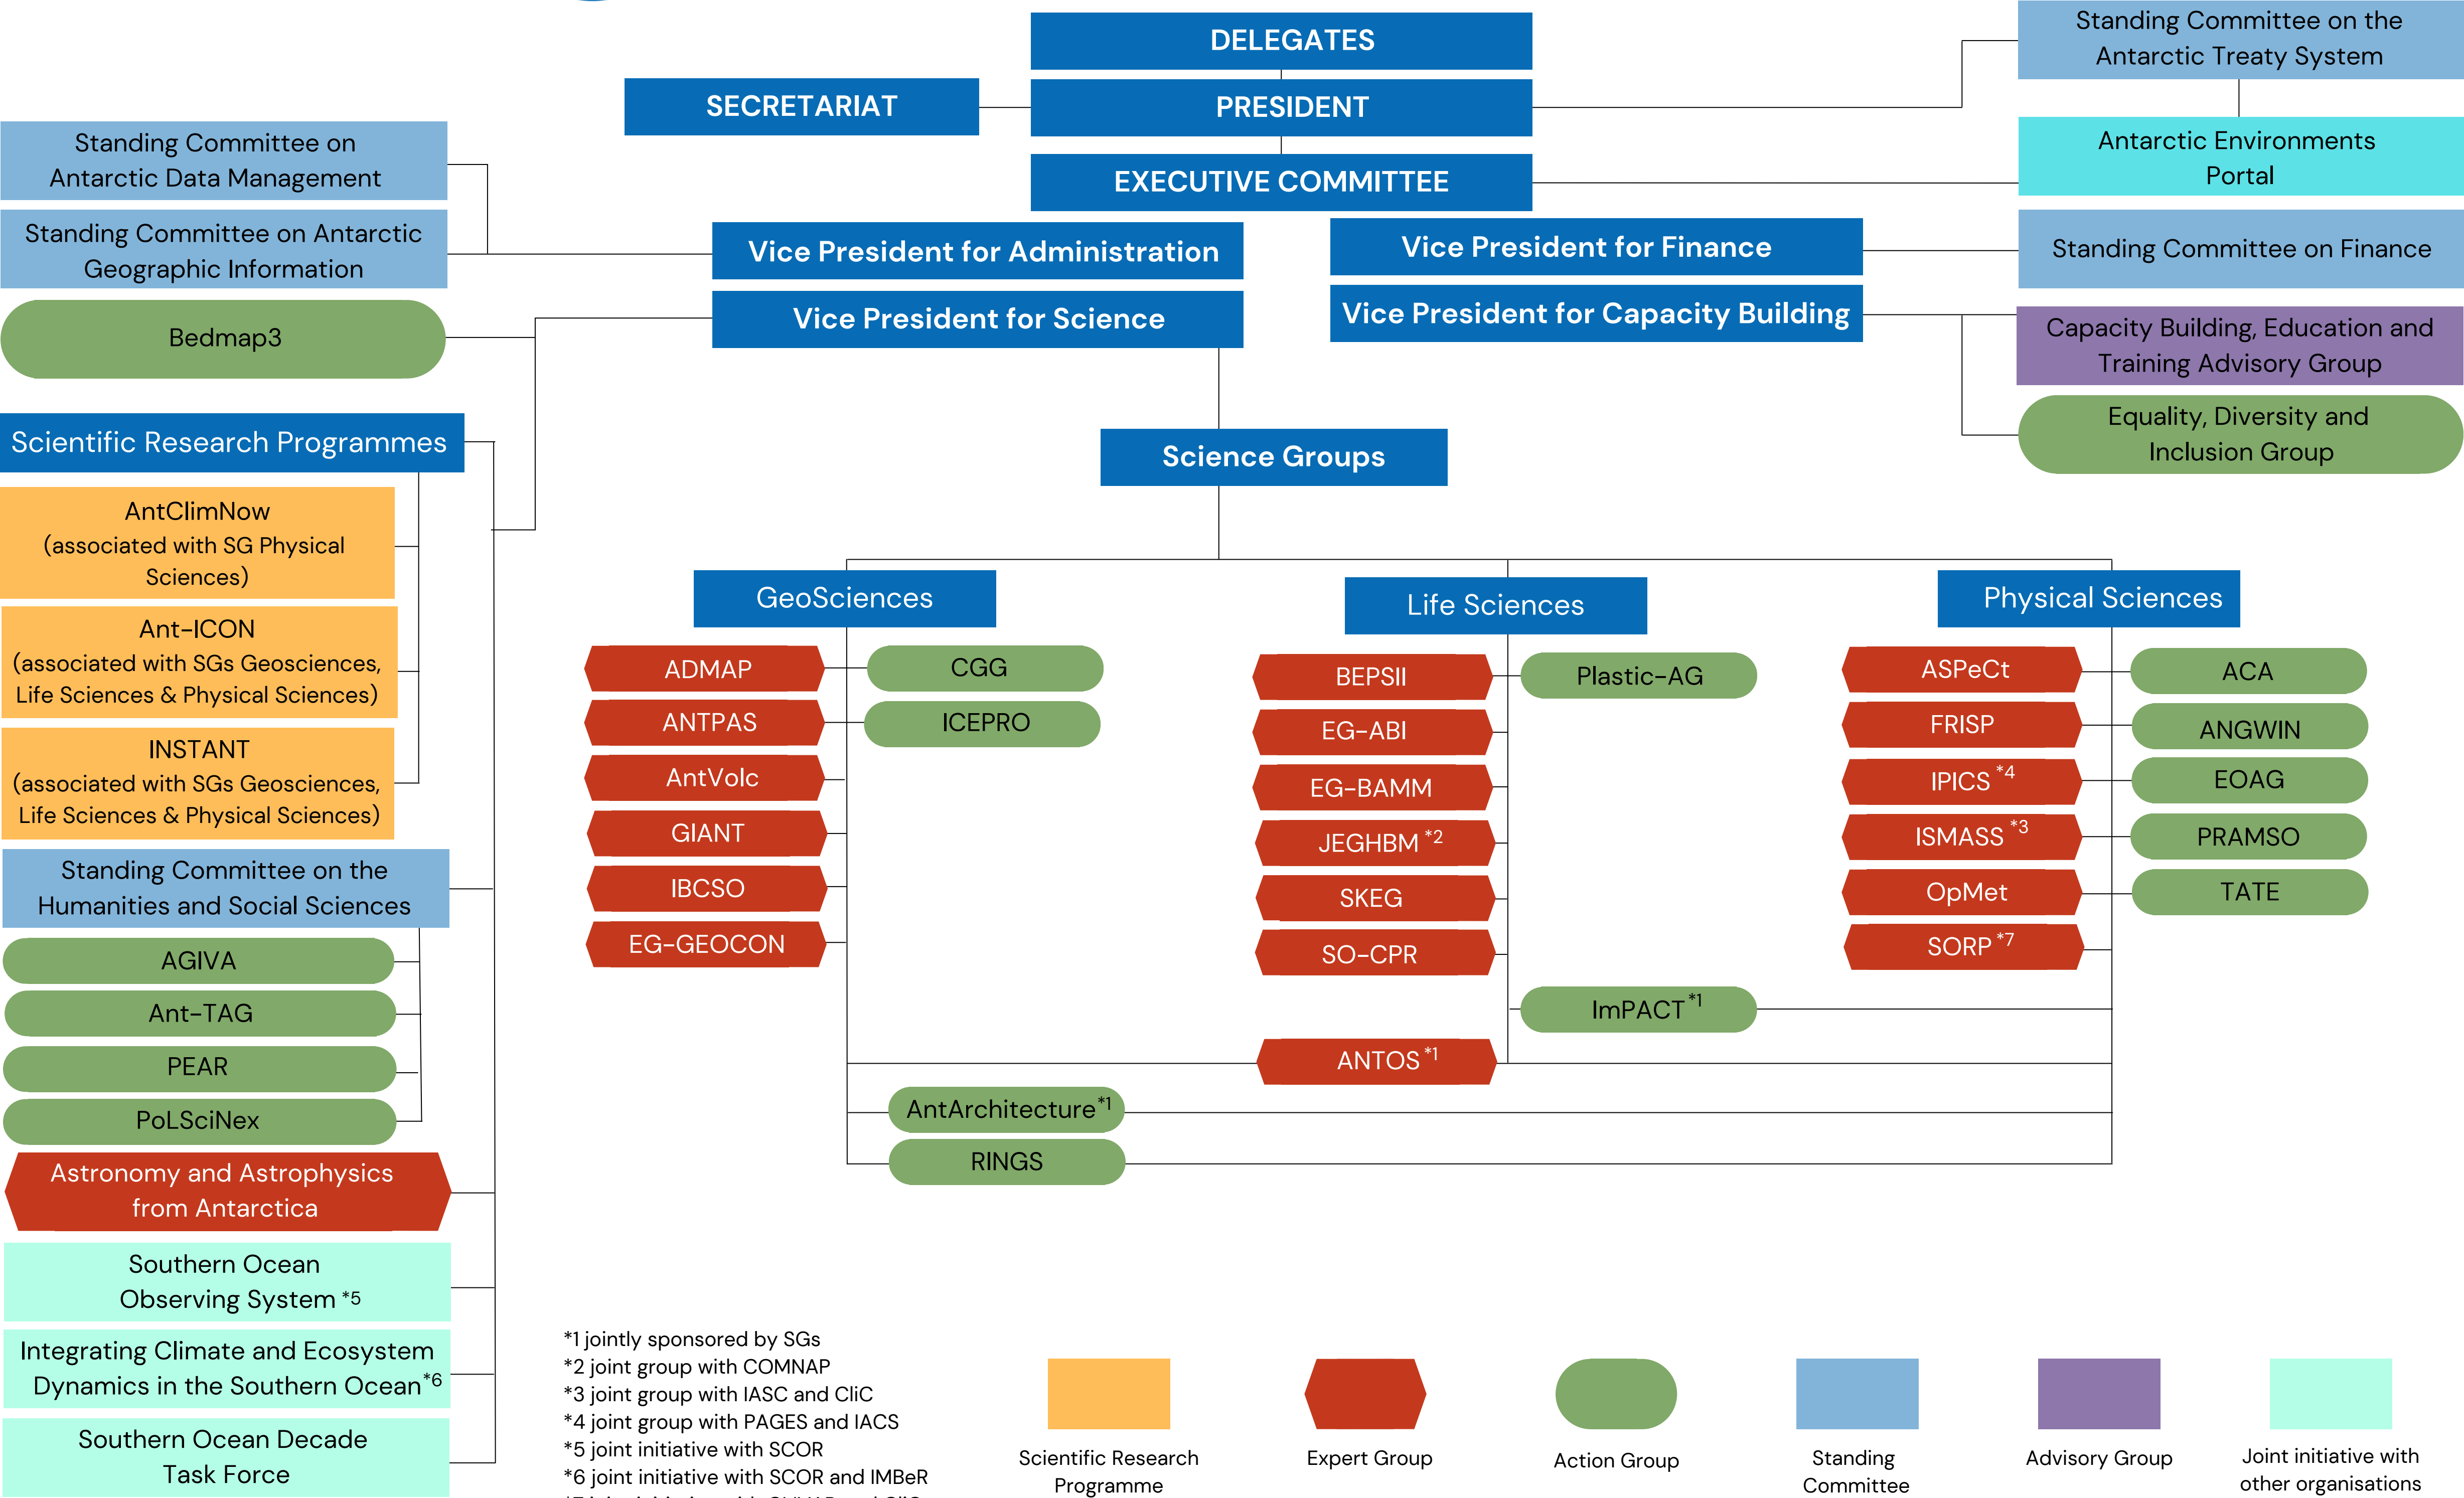 DELEGATES
SECRETARIAT
PRESIDENT
EXECUTIVE COMMITTEE
Standing Committee on the
Antarctic Treaty System
Antarctic Environments
Portal
Standing Committee on
Antarctic Data Management
Standing Committee on Antarctic
Geographic Information
Bedmap3
Vice President for Administration
Vice President for Science
Vice President for Finance
Vice President for Capacity Building
Standing Committee on Finance
Capacity Building, Education and
Training Advisory Group
Equality, Diversity and
Inclusion Group
Scientific Research Programmes
AntClimNow
(associated with SG Physical
Sciences)
Ant-ICON
(associated with SGs Geosciences,
Life Sciences & Physical Sciences)
INSTANT
(associated with SGs Geosciences,
Life Sciences & Physical Sciences)
Standing Committee on the
Humanities and Social Sciences
AGIVA
Ant-TAG
PEAR
PoLSciNex
Astronomy and Astrophysics
from Antarctica
Southern Ocean
Observing System *5
Integrating Climate and Ecosystem
Dynamics in the Southern Ocean*6
Southern Ocean Decade
Task Force
Science Groups
GeoSciences
ADMAP
ANTPAS
AntVolc
GIANT
IBCSO
EG-GEOCON
CGG
ICEPRO
Life Sciences
BEPSII
EG-ABI
EG-BAMM
JEGHBM *2
SKEG
SO-CPR
Plastic-AG
ImPACT *1
ANTOS *1
AntArchitecture*1
RINGS
Physical Sciences
ASPeCt
FRISP
IPICS *4
ISMASS *3
OpMet
SORP *7
ACA
ANGWIN
EOAG
PRAMSO
TATE
*1 jointly sponsored by SGs
*2 joint group with COMNAP
*3 joint group with IASC and CliC
*4 joint group with PAGES and IACS
*5 joint initiative with SCOR
*6 joint initiative with SCOR and IMBeR
Scientific Research
Programme
Expert Group
Action Group
Standing
Committee
Advisory Group
Joint initiative with
other organisations